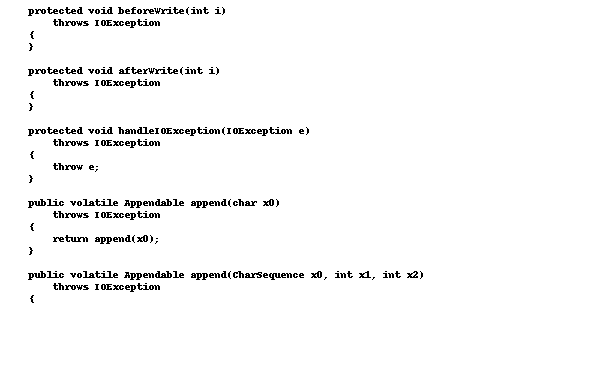 protected void beforeWrite(int i)
    throws IOException
{
}
protected void afterWrite(int i)
    throws IOException
{
}
protected void handleIOException(IOException e)
    throws IOException
{
    throw e;
}
public volatile Appendable append(char x0)
    throws IOException
{
    return append(x0);
}
public volatile Appendable append(CharSequence x0, int x1, int x2)
    throws IOException
{